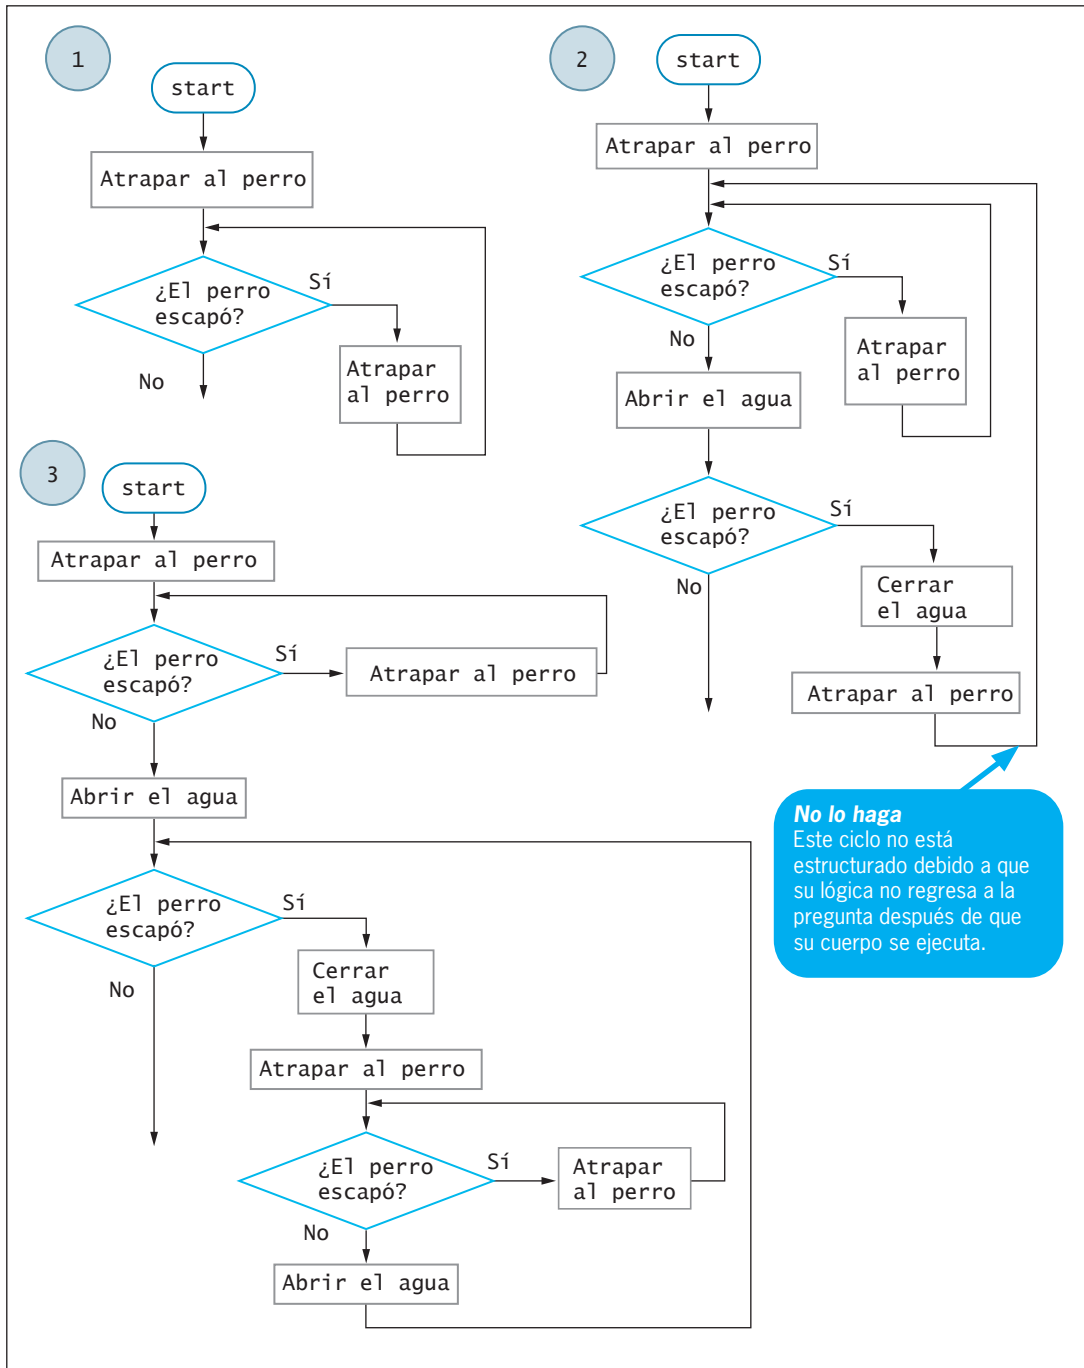 1
start
Atrapar al perro
¿El perro
escapó?
Sí
No
Atrapar
al perro
2
start
Atrapar al perro
¿El perro
escapó?
Sí
No
Atrapar
al perro
Abrir el agua
¿El perro
escapó?
Sí
No
Cerrar
el agua
Atrapar al perro
No lo haga
Este ciclo no está
estructurado debido a que
su lógica no regresa a la
pregunta después de que
su cuerpo se ejecuta.
3
start
Atrapar al perro
¿El perro
escapó?
Sí
Atrapar al perro
No
Abrir el agua
¿El perro
escapó?
Sí
No
Cerrar
el agua
Atrapar al perro
¿El perro
escapó?
Sí
Atrapar
al perro
No
Abrir el agua